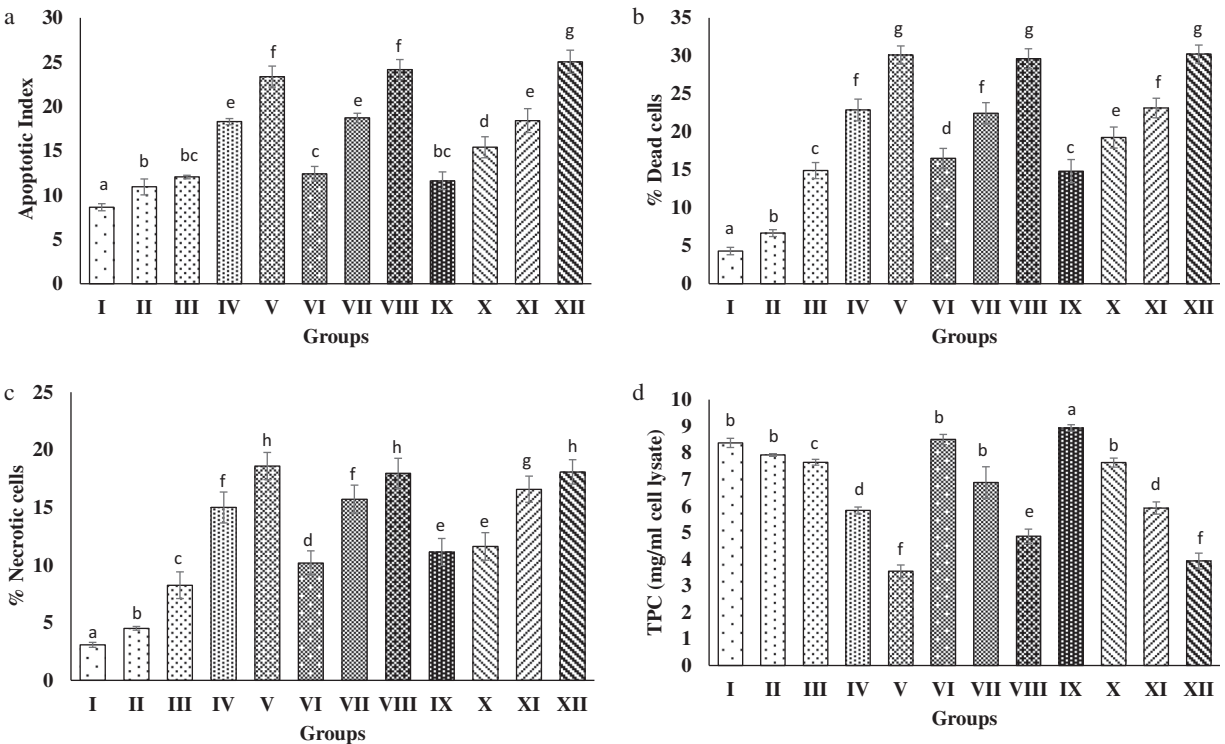 a
Apoptotic Index
30
25
20
15
10
5
0
a b bc e f c e f bc d e g
I II III IV V VI VII VIII IX X XI XII
Groups
b
% Dead cells
35
30
25
20
15
10
5
0
a b c f g d f g c e f g
I II III IV V VI VII VIII IX X XI XII
Groups
c
% Necrotic cells
25
20
15
10
5
0
a b c f h d f h e e g h
I II III IV V VI VII VIII IX X XI XII
Groups
d
TPC (mg/ml cell lysate)
10
9
8
7
6
5
4
3
2
1
0
b b c d f b b e a b d f
I II III IV V VI VII VIII IX X XI XII
Groups